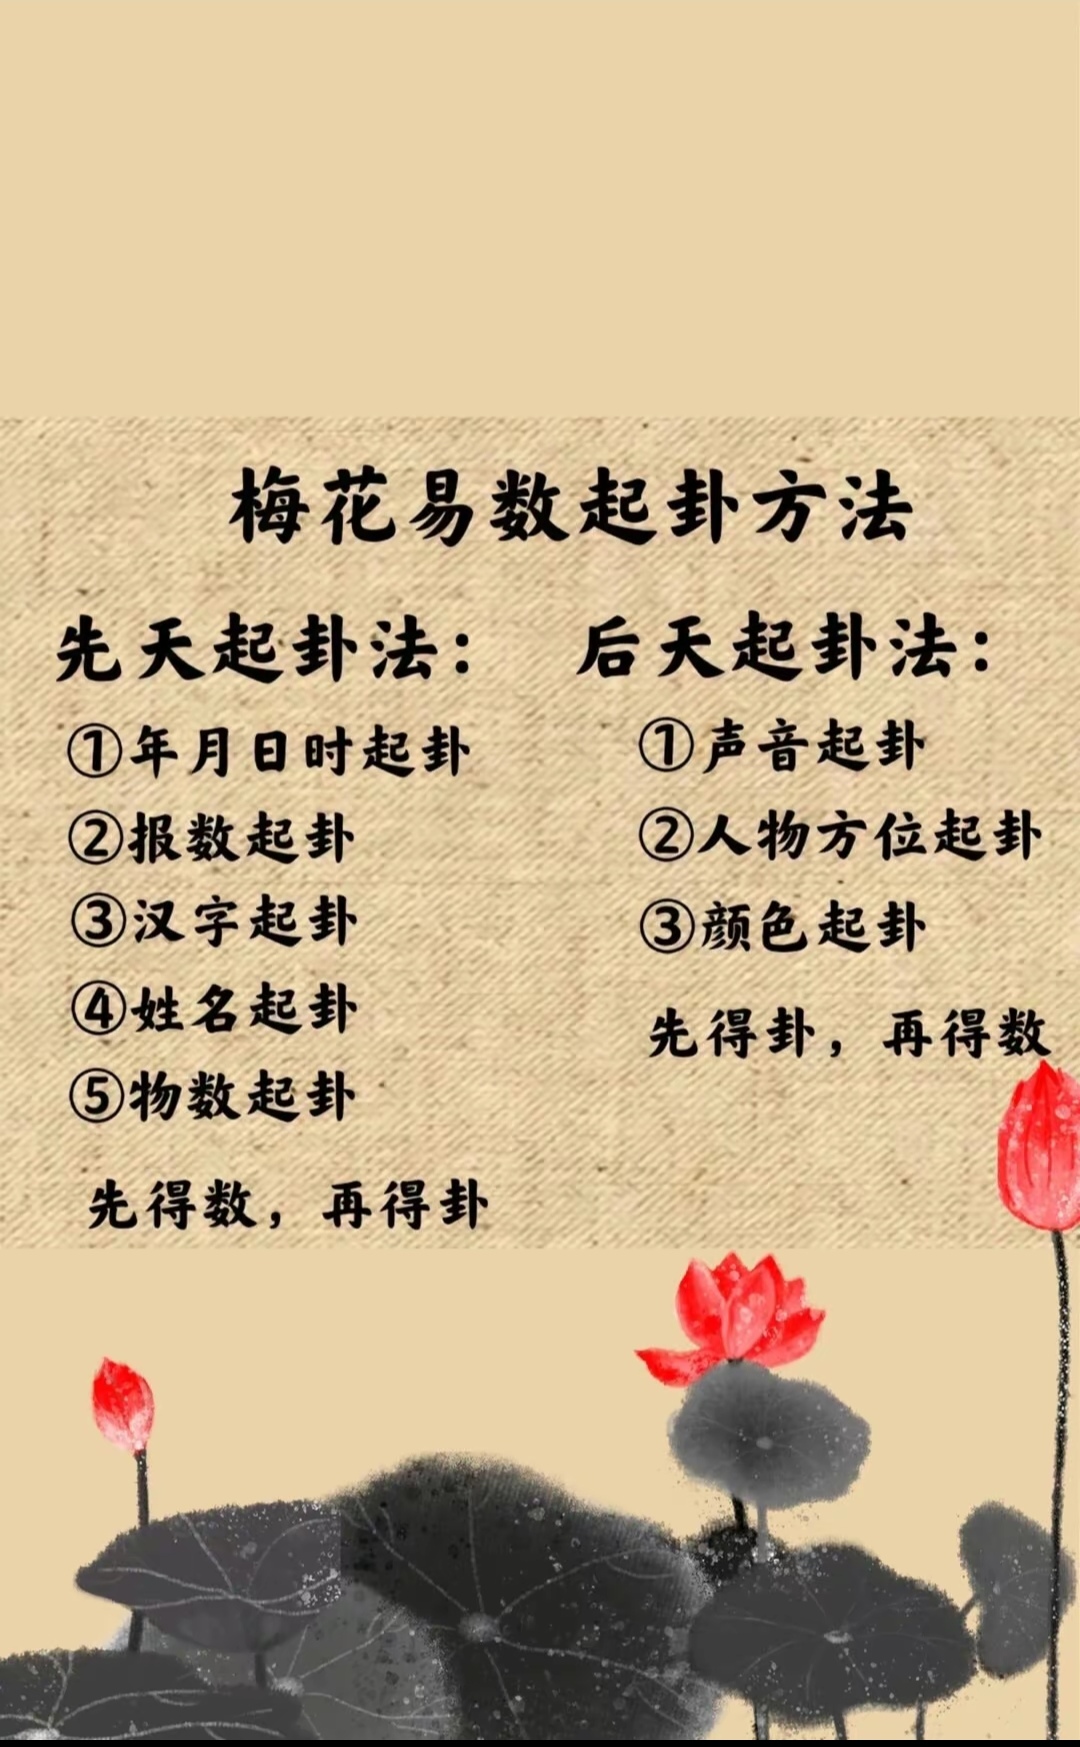 梅花易数起卦方法
先天起卦法：
①年月日时起卦
②报数起卦
③汉字起卦
④姓名起卦
⑤物数起卦
先得数，再得卦
后天起卦法：
①声音起卦
②人物方位起卦
③颜色起卦
先得卦，再得数